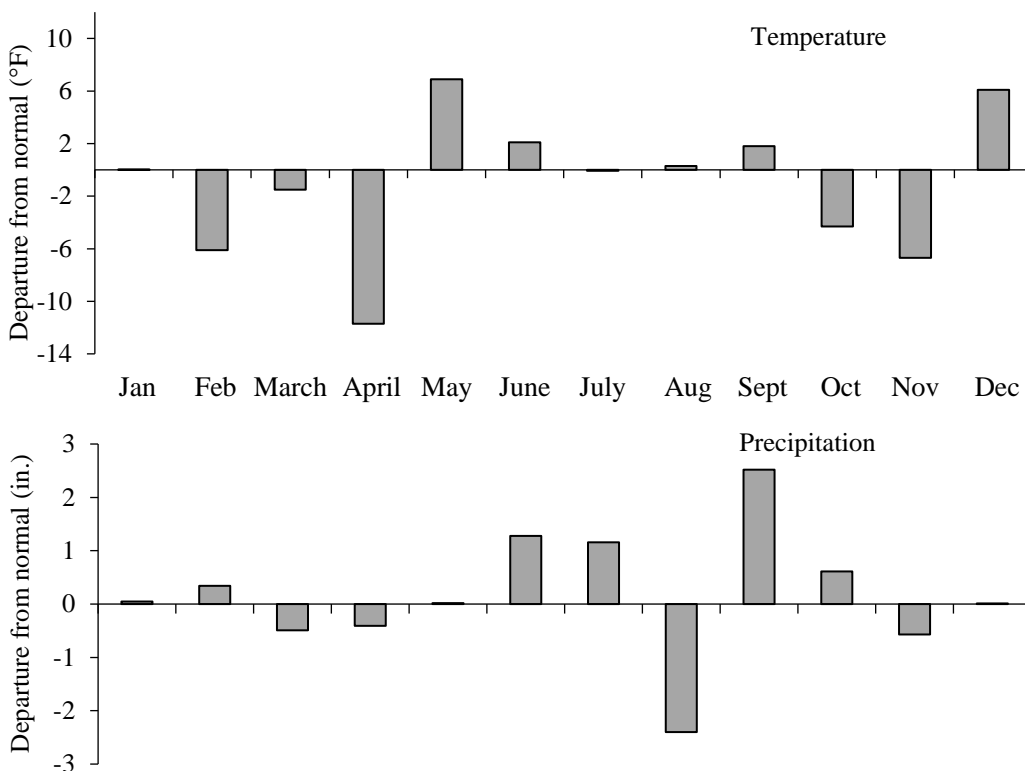 Temperature
Departure from normal (°F)
10
6
2
-2
-6
-10
-14
Jan Feb March April May June July Aug Sept Oct Nov Dec
Precipitation
Departure from normal (in.)
3
2
1
0
-1
-2
-3